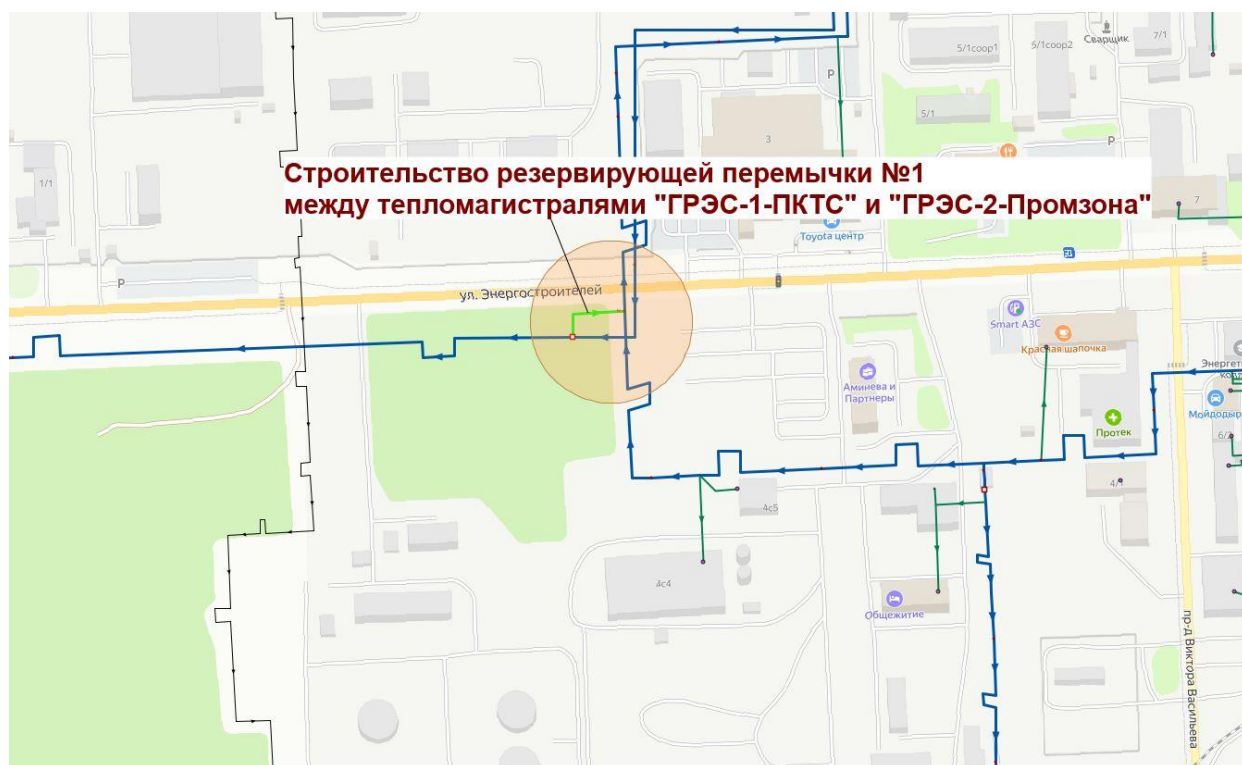 Сварщик
7/1
5/1соор1
5/1соор2
P
5/1
3
P
1/1
Строительство резервирующей перемычки №1
между тепломагистралями "ГРЭС-1-ПКТС" и "ГРЭС-2-Промзона"
7
Toyota центр
P
ул. Энергостроителей
Smart АЗС
Красная шапочка
Аминева и
Партнеры
Мойдодыр
Протек
4/1
4с5
4с4
Общежитие
пр-д Виктора Васильева